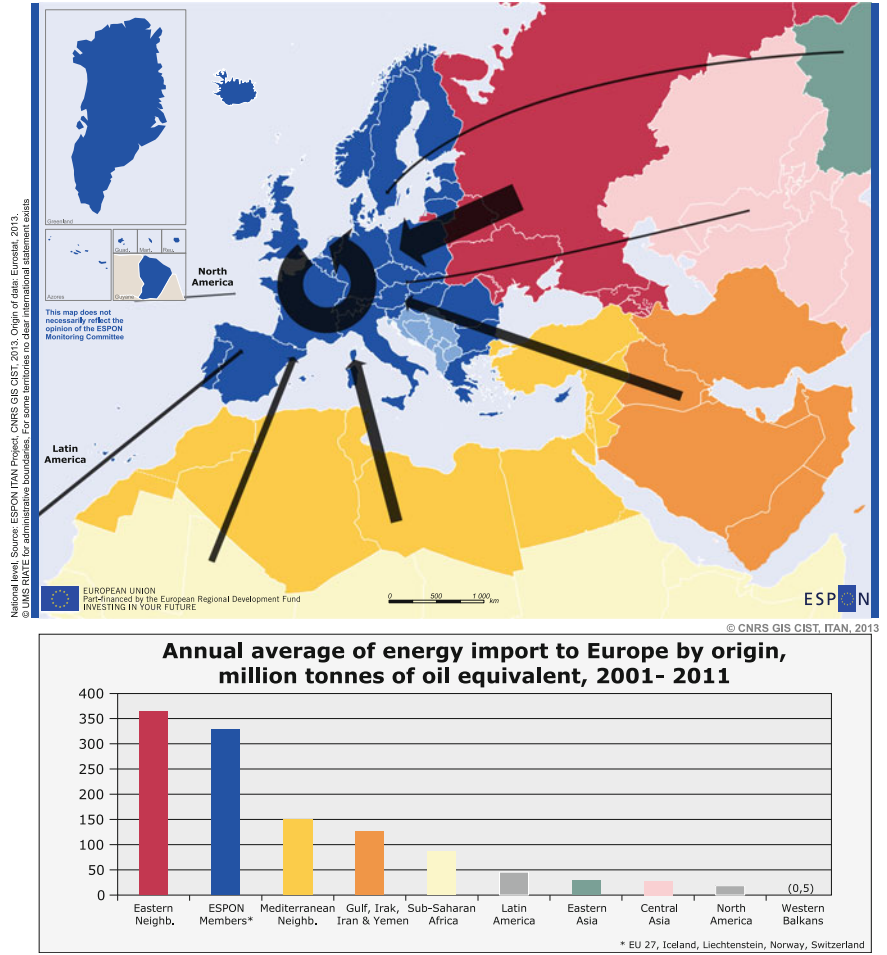 Greenland
Azores
Guad.
Mart.
Reu.
Guyane
This map does not
necessarily reflect the
opinion of the ESPON
Monitoring Committee
North
America
Latin
America
National level, Source: ESPON ITAN Project, CNRS GIS CIST, 2013. Origin of data: Eurostat, 2013.
© UMS RIATE for administrative boundaries, For some territories no clear international statement exists
EUROPEAN UNION
Part-financed by the European Regional Development Fund
INVESTING IN YOUR FUTURE
0 500 1 000
km
ESPON
© CNRS GIS CIST, ITAN, 2013
Annual average of energy import to Europe by origin,
million tonnes of oil equivalent, 2001- 2011
400
350
300
250
200
150
100
50
0
(0,5)
Eastern
Neighb.
ESPON
Members*
Mediterranean
Neighb.
Gulf, Irak,
Iran & Yemen
Sub-Saharan
Africa
Latin
America
Eastern
Asia
Central
Asia
North
America
Western
Balkans
* EU 27, Iceland, Liechtenstein, Norway, Switzerland